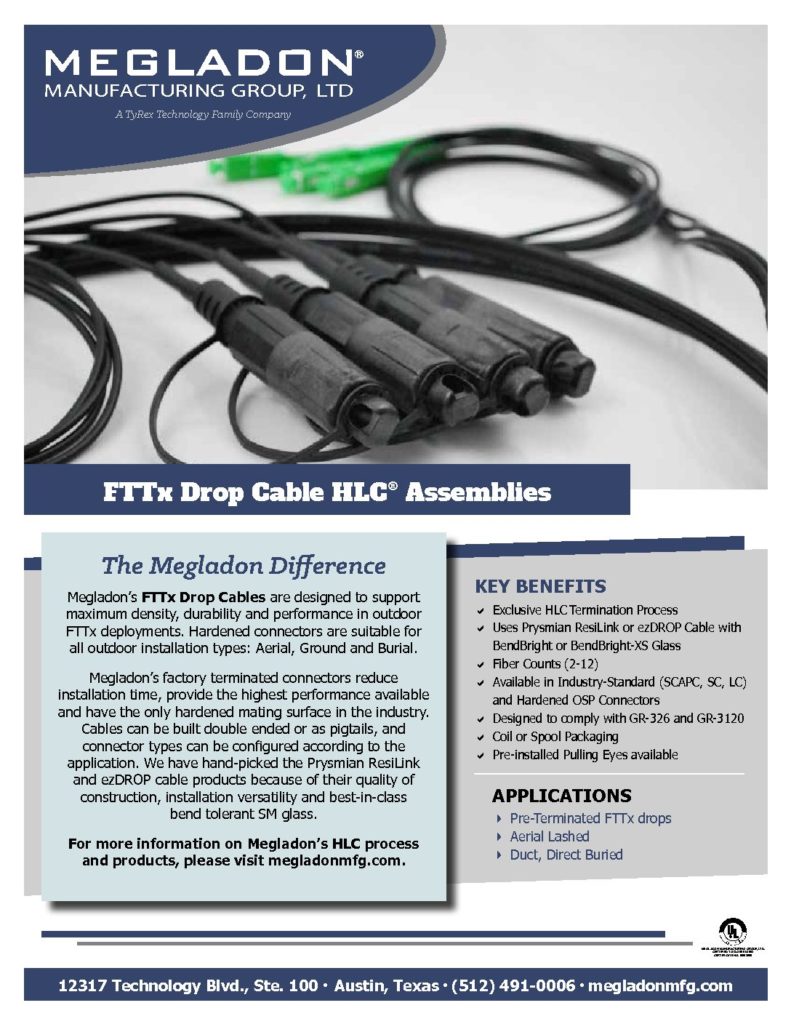 MEGLADON®
MANUFACTURING GROUP, LTD
A TyRex Technology Family Company
FTTx Drop Cable HLC® Assemblies
The Megladon Difference
Megladon's FTTx Drop Cables are designed to support
maximum density, durability and performance in outdoor
FTTx deployments. Hardened connectors are suitable for
all outdoor installation types: Aerial, Ground and Burial.
Megladon's factory terminated connectors reduce
installation time, provide the highest performance available
and have the only hardened mating surface in the industry.
Cables can be built double ended or as pigtails, and
connector types can be configured according to the
application. We have hand-picked the Prysmian ResiLink
and ezDROP cable products because of their quality of
construction, installation versatility and best-in-class
bend tolerant SM glass.
For more information on Megladon's HLC process
and products, please visit megladonmfg.com.
KEY BENEFITS
Exclusive HLC Termination Process
Uses Prysmian ResiLink or ezDROP Cable with
BendBright or BendBright-XS Glass
Fiber Counts (2-12)
Available in Industry-Standard (SCAPC, SC, LC)
and Hardened OSP Connectors
Designed to comply with GR-326 and GR-3120
Coil or Spool Packaging
Pre-installed Pulling Eyes available
APPLICATIONS
Pre-Terminated FTTx drops
Aerial Lashed
Duct, Direct Buried
UL
12317 Technology Blvd., Ste. 100 • Austin, Texas • (512) 491-0006 • megladonmfg.com